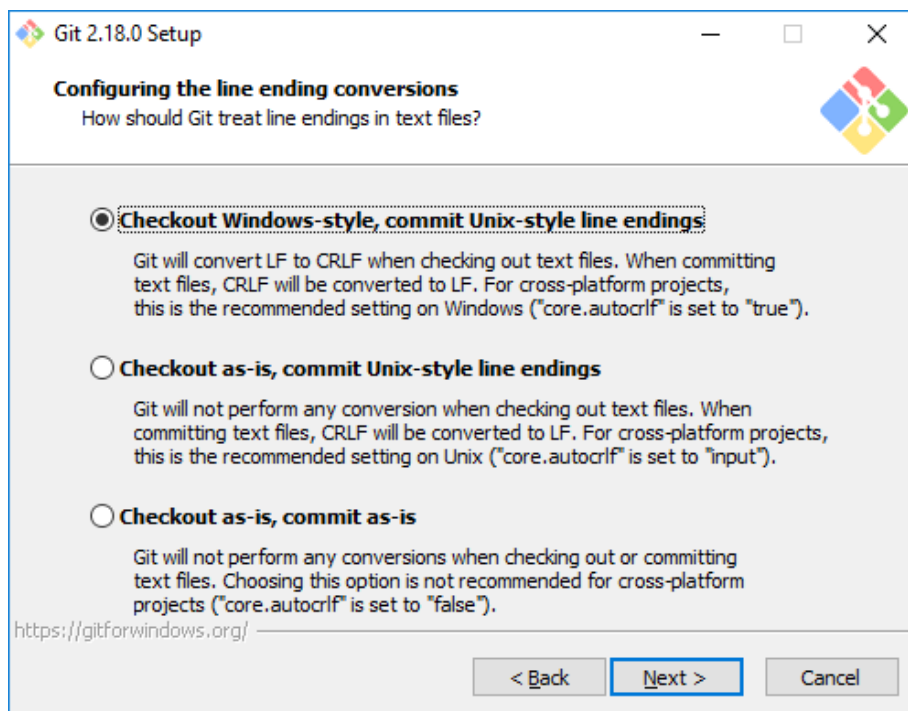 Git 2.18.0 Setup
Configuring the line ending conversions
How should Git treat line endings in text files?
Checkout Windows-style, commit Unix-style line endings
Git will convert LF to CRLF when checking out text files. When committing
text files, CRLF will be converted to LF. For cross-platform projects,
this is the recommended setting on Windows ("core.autocrlf" is set to "true").
Checkout as-is, commit Unix-style line endings
Git will not perform any conversion when checking out text files. When
committing text files, CRLF will be converted to LF. For cross-platform projects,
this is the recommended setting on Unix ("core.autocrlf" is set to "input").
Checkout as-is, commit as-is
Git will not perform any conversions when checking out or committing
text files. Choosing this option is not recommended for cross-platform
projects ("core.autocrlf" is set to "false").
https://gitforwindows.org/
< Back Next > Cancel